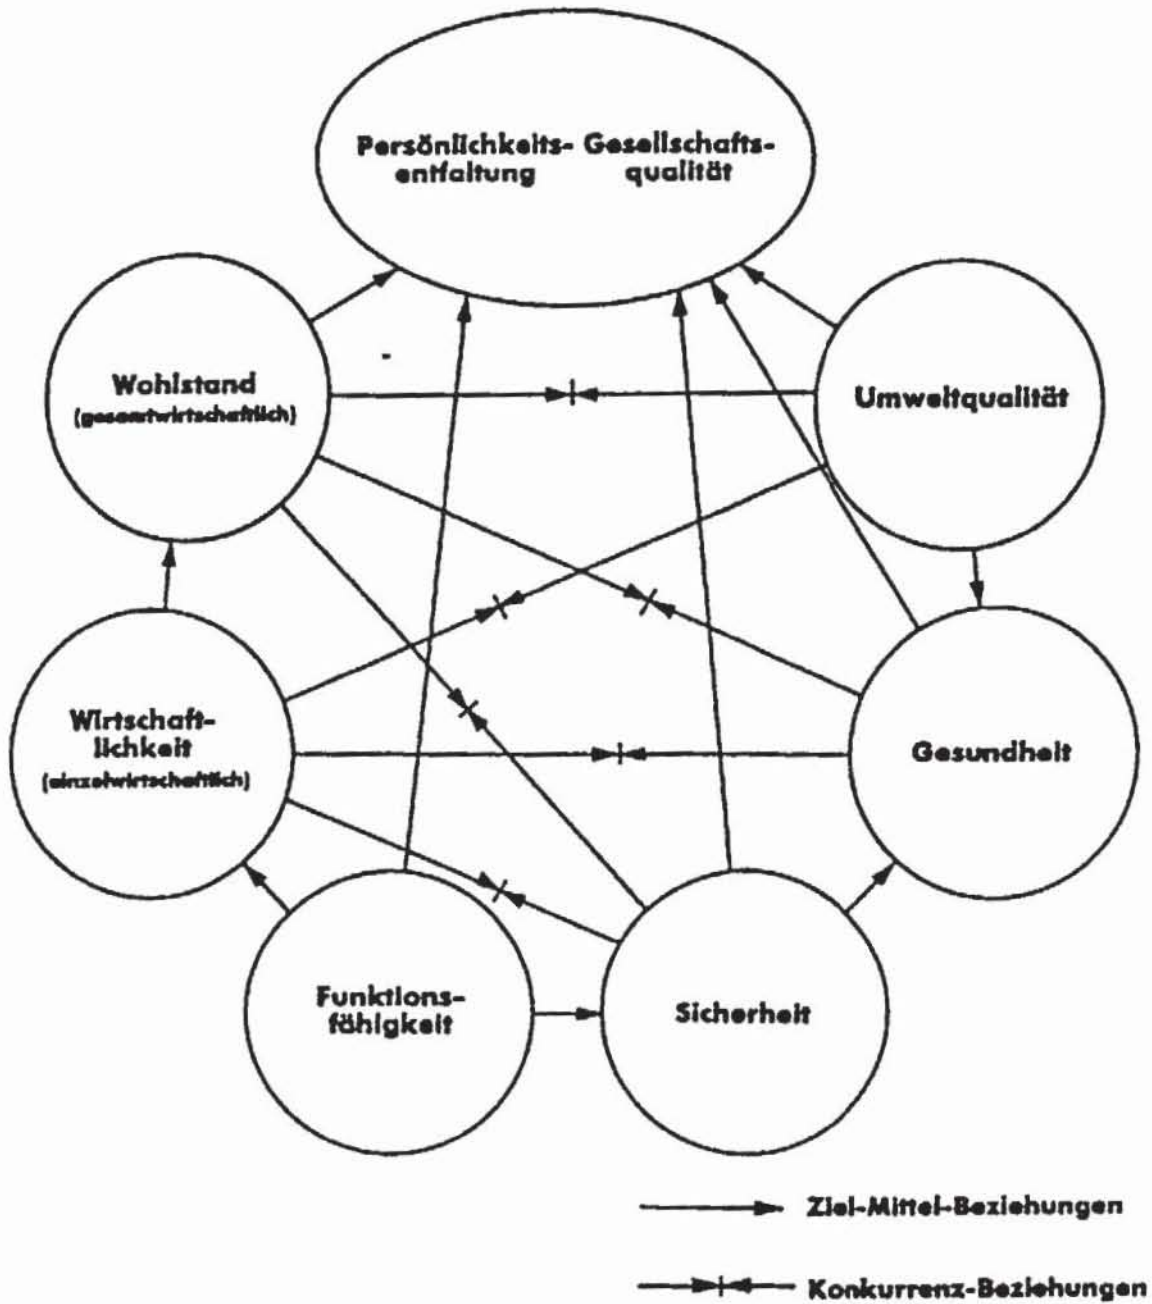 Persönlichkeits- Gesellschafts-
entfaltung qualität
Wohlstand
(gesamtwirtschaftlich)
Umweltqualität
Wirtschaft-
lichkeit
(einzelwirtschaftlich)
Gesundheit
Funktions-
fähigkeit
Sicherheit
Ziel-Mittel-Beziehungen
Konkurrenz-Beziehungen